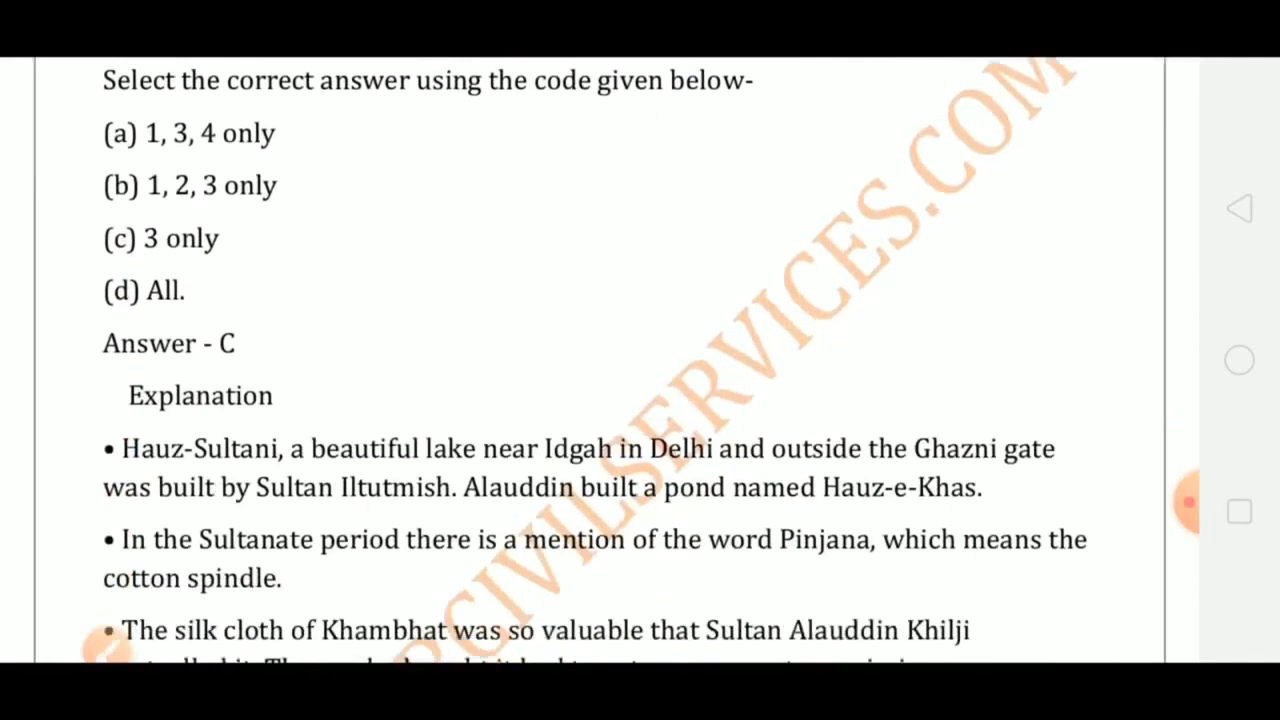 Select the correct answer using the code given below-
(a) 1, 3, 4 only
(b) 1, 2, 3 only
(c) 3 only
(d) All.
Answer - C
Explanation
• Hauz-Sultani, a beautiful lake near Idgah in Delhi and outside the Ghazni gate
was built by Sultan Iltutmish. Alauddin built a pond named Hauz-e-Khas.
• In the Sultanate period there is a mention of the word Pinjana, which means the
cotton spindle.
• The silk cloth of Khambhat was so valuable that Sultan Alauddin Khilji
CIVILSERVICES.COM